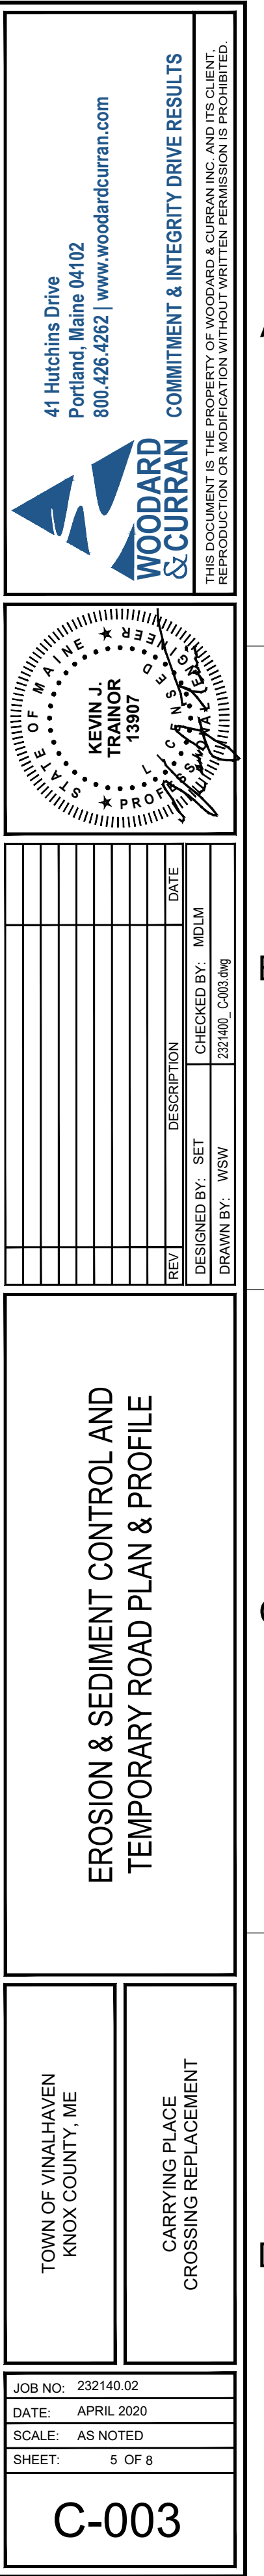 41 Hutchins Drive
Portland, Maine 04102
800.426.4262 | www.woodardcurran.com
WOODARD
&CURRAN
COMMITMENT & INTEGRITY DRIVE RESULTS
THIS DOCUMENT IS THE PROPERTY OF WOODARD & CURRAN INC. AND ITS CLIENT,
REPRODUCTION OR MODIFICATION WITHOUT WRITTEN PERMISSION IS PROHIBITED.
STATE OF MAINE
KEVIN J.
TRAINOR
13907
LICENSED
PROFESSIONAL ENGINEER
REV DESCRIPTION DATE
DESIGNED BY: SET CHECKED BY: MDLM
DRAWN BY: WSW 2321400_ C-003.dwg
EROSION & SEDIMENT CONTROL AND
TEMPORARY ROAD PLAN & PROFILE
TOWN OF VINALHAVEN
KNOX COUNTY, ME
CARRYING PLACE
CROSSING REPLACEMENT
JOB NO: 232140.02
DATE: APRIL 2020
SCALE: AS NOTED
SHEET: 5 OF 8
C-003